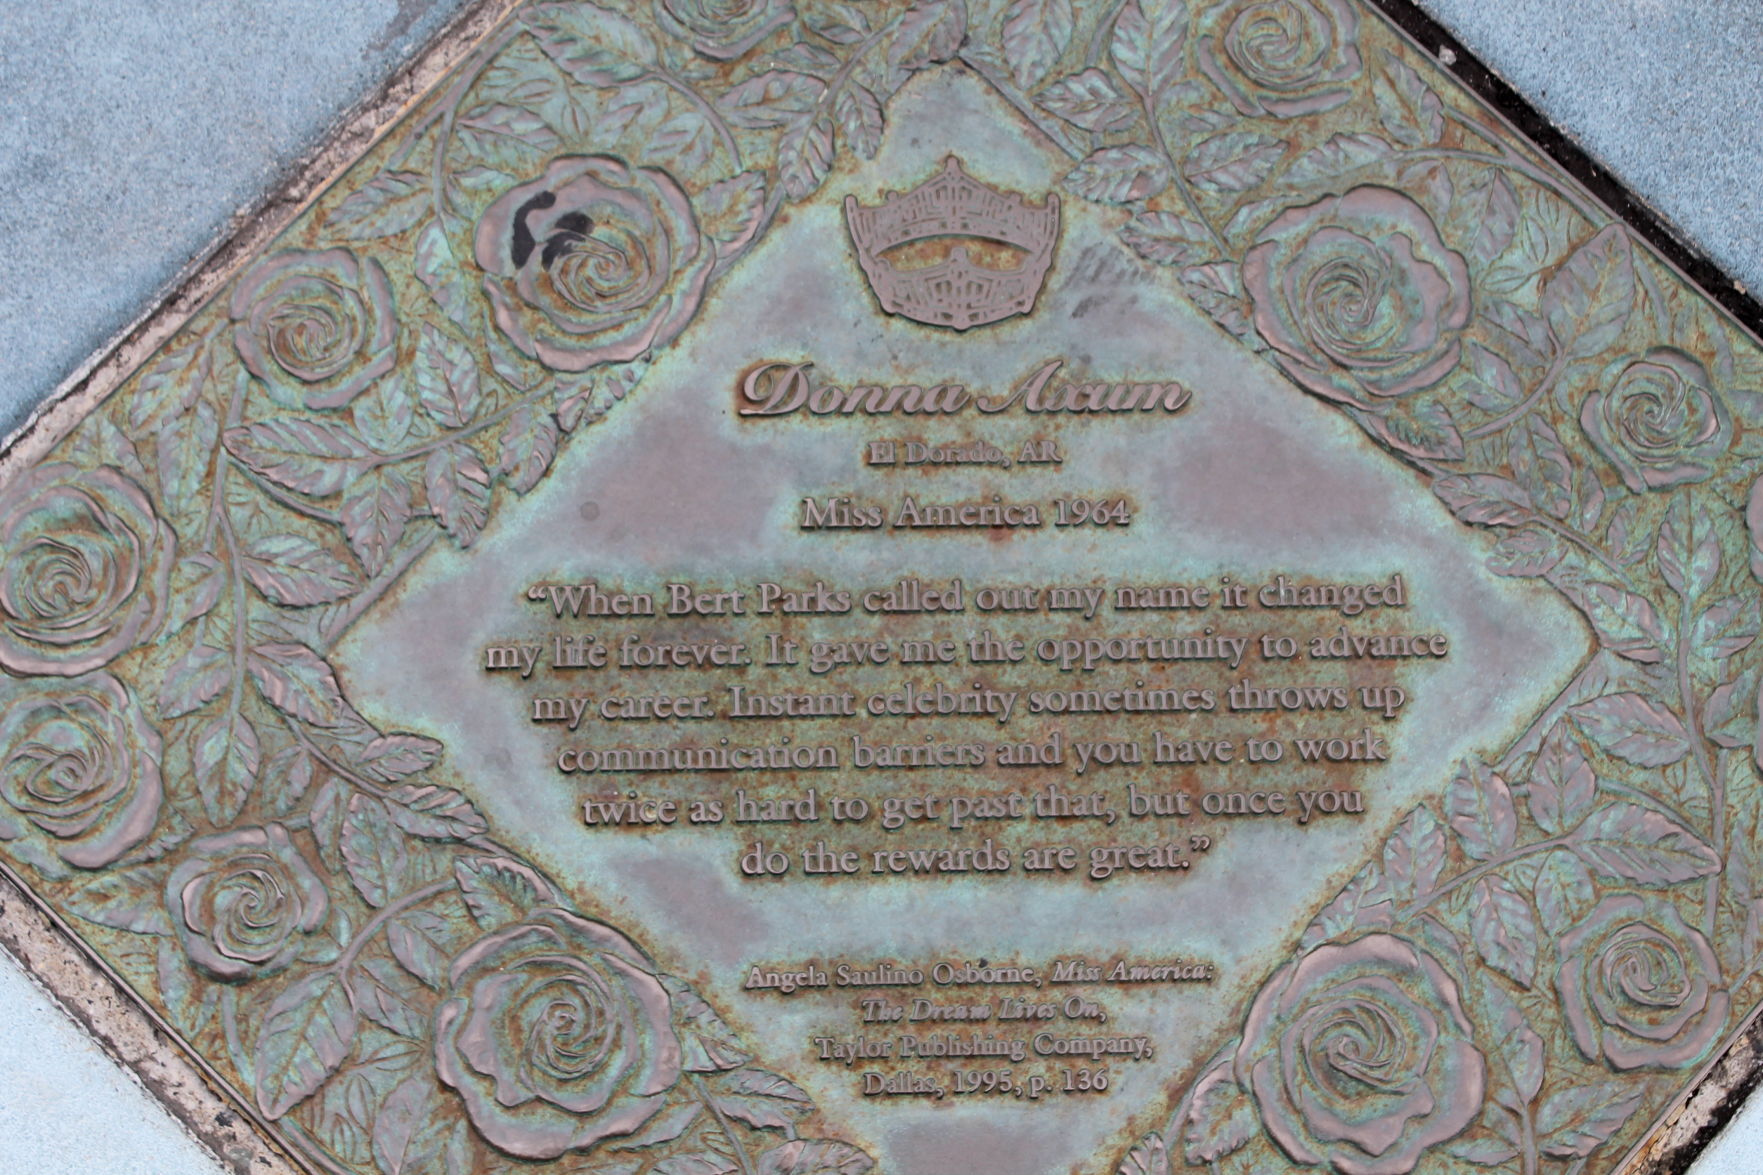 Donna Axum
El Dorado, AR
Miss America 1964
“When Bert Parks called out my name it changed
my life forever. It gave me the opportunity to advance
my career. Instant celebrity sometimes throws up
communication barriers and you have to work
twice as hard to get past that, but once you
do the rewards are great.”
Angela Saulino Osborne, Miss America:
The Dream Lives On,
Taylor Publishing Company,
Dallas, 1995, p. 136